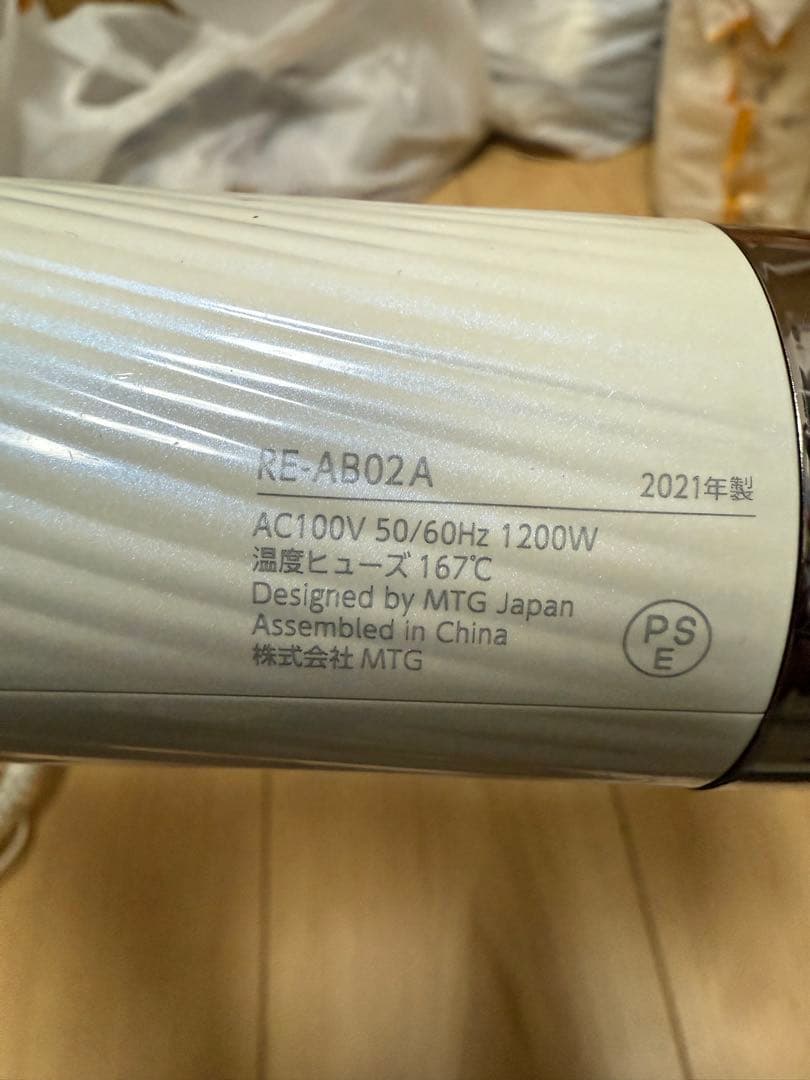 RE-AB02A 2021年製
AC100V 50/60Hz 1200W
温度ヒューズ 167℃
Designed by MTG Japan
Assembled in China
株式会社 MTG
PS
E